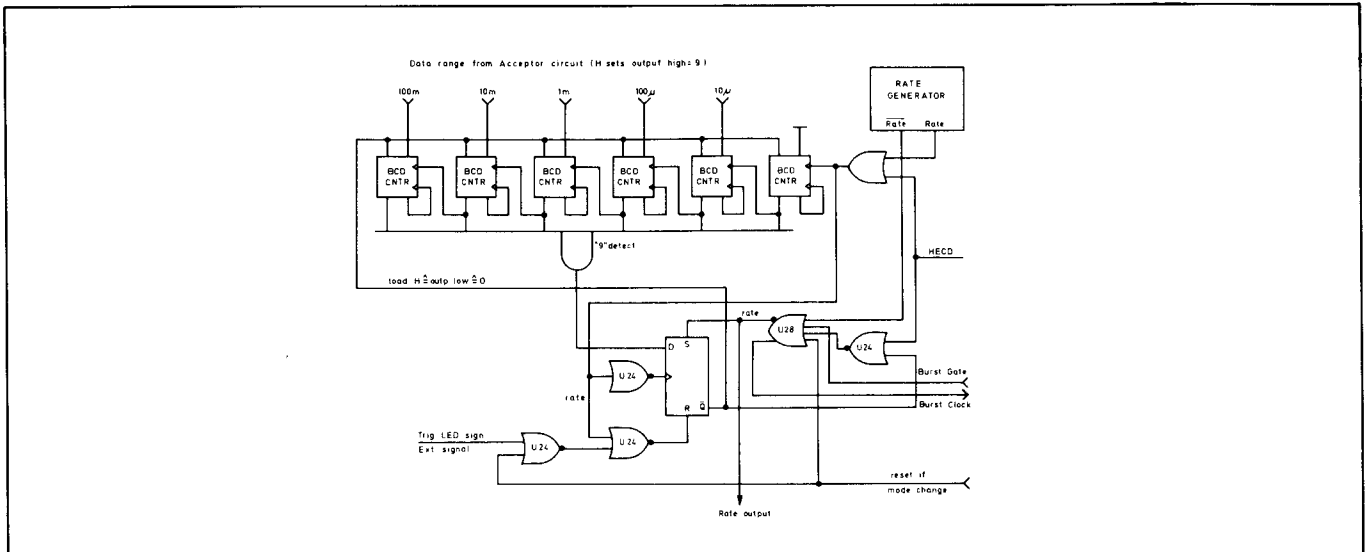 Data range from Acceptor circuit (H sets output high=9)
100m 10m 1m 100µ 10µ
RATE
GENERATOR
Rate Rate
BCD CNTR
BCD CNTR
BCD CNTR
BCD CNTR
BCD CNTR
BCD CNTR
"9" detect
HECD
load H≙outp low≙0
rate
U28
U24
D S
U24
R Q̅
rate
Burst Gate
Burst Clock
Trig LED sign
Ext signal
U24
U24
reset if
mode change
Rate output